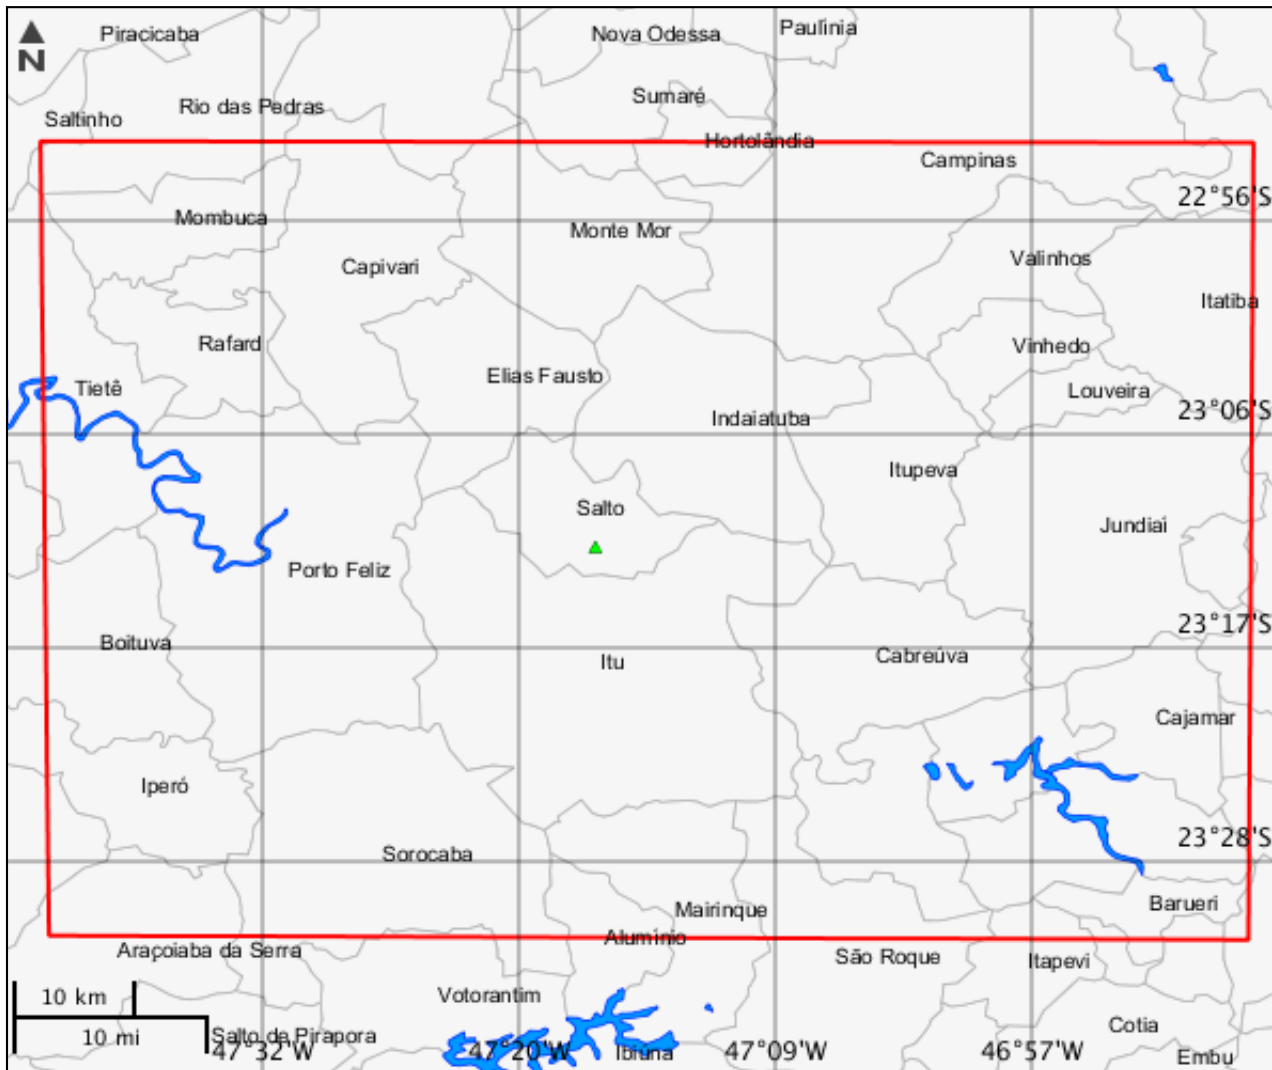 Piracicaba
Nova Odessa
Paulínia
N
Sumaré
Rio das Pedras
Saltinho
Hortolândia
Campinas
22°56'S
Mombuca
Monte Mor
Valinhos
Capivari
Itatiba
Rafard
Vinhedo
Elias Fausto
Tietê
Louveira
23°06'S
Indaiatuba
Itupeva
Salto
Jundiai
Porto Feliz
23°17'S
Boituva
Cabreúva
Itu
Cajamar
Iperó
23°28'S
Sorocaba
Barueri
Mairinque
Alumínio
Araçoiaba da Serra
São Roque
Itapevi
10 km
Votorantim
Cotia
10 mi
Salto de Pirapora
47°32'W
47°20'W
Ibiúna
47°09'W
46°57'W
Embu